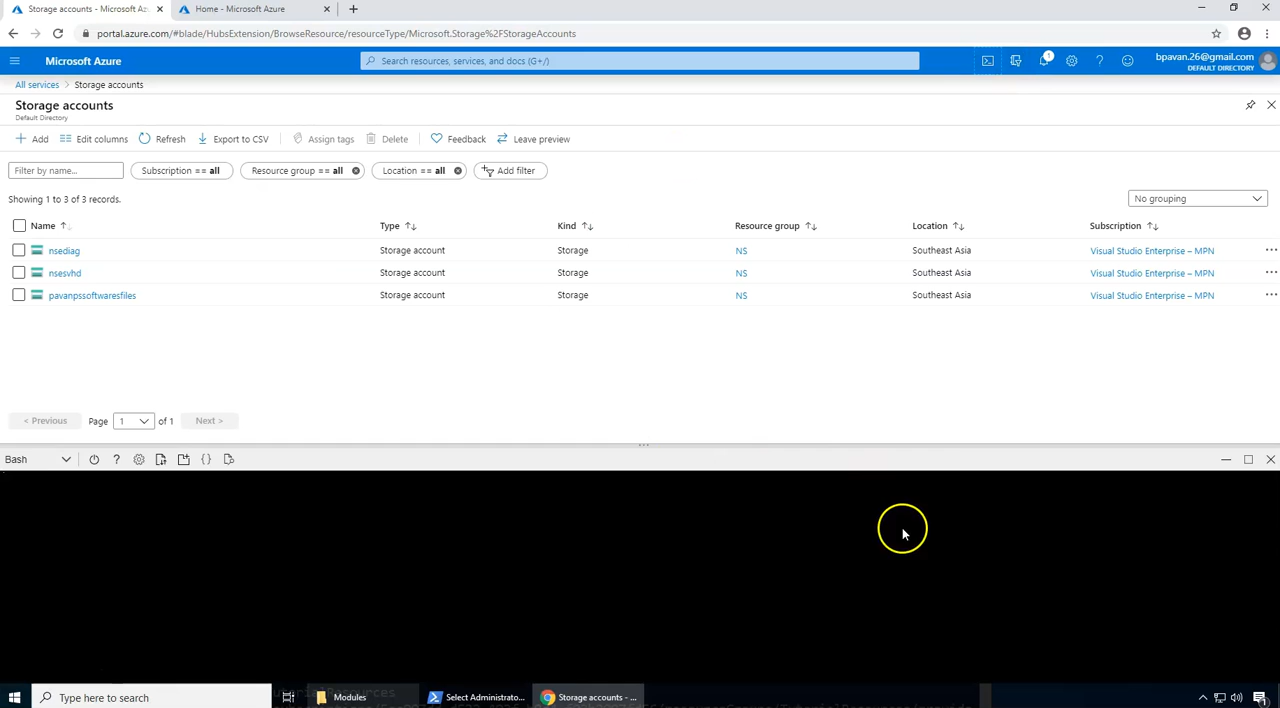 Storage accounts - Microsoft Az
Home - Microsoft Azure
portal.azure.com/#blade/HubsExtension/BrowseResource/resourceType/Microsoft.Storage%2FStorageAccounts
Microsoft Azure
Search resources, services, and docs (G+/)
1
bpavan.26@gmail.com
DEFAULT DIRECTORY
All services > Storage accounts
Storage accounts
Default Directory
Add Edit columns Refresh Export to CSV Assign tags Delete Feedback Leave preview
Filter by name... Subscription == all Resource group == all Location == all Add filter
Showing 1 to 3 of 3 records.
No grouping
Name Type Kind Resource group Location Subscription
nsediag Storage account Storage NS Southeast Asia Visual Studio Enterprise – MPN
nsesvhd Storage account Storage NS Southeast Asia Visual Studio Enterprise – MPN
pavanpssoftwaresfiles Storage account Storage NS Southeast Asia Visual Studio Enterprise – MPN
< Previous Page 1 of 1 Next >
Bash
Type here to search
Modules
Select Administrato...
Storage accounts - ...